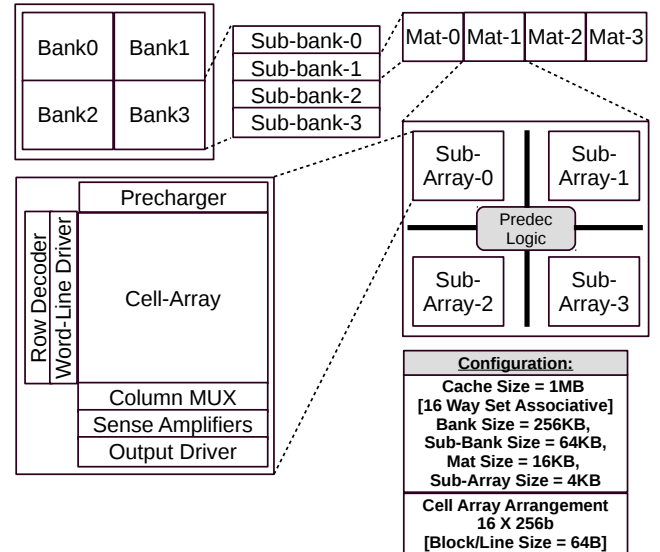 Bank0
Bank1
Bank2
Bank3
Sub-bank-0
Sub-bank-1
Sub-bank-2
Sub-bank-3
Mat-0
Mat-1
Mat-2
Mat-3
Sub-
Array-0
Sub-
Array-1
Predec
Logic
Sub-
Array-2
Sub-
Array-3
Precharger
Row Decoder
Word-Line Driver
Cell-Array
Column MUX
Sense Amplifiers
Output Driver
Configuration:
Cache Size = 1MB
[16 Way Set Associative]
Bank Size = 256KB,
Sub-Bank Size = 64KB,
Mat Size = 16KB,
Sub-Array Size = 4KB
Cell Array Arrangement
16 X 256b
[Block/Line Size = 64B]